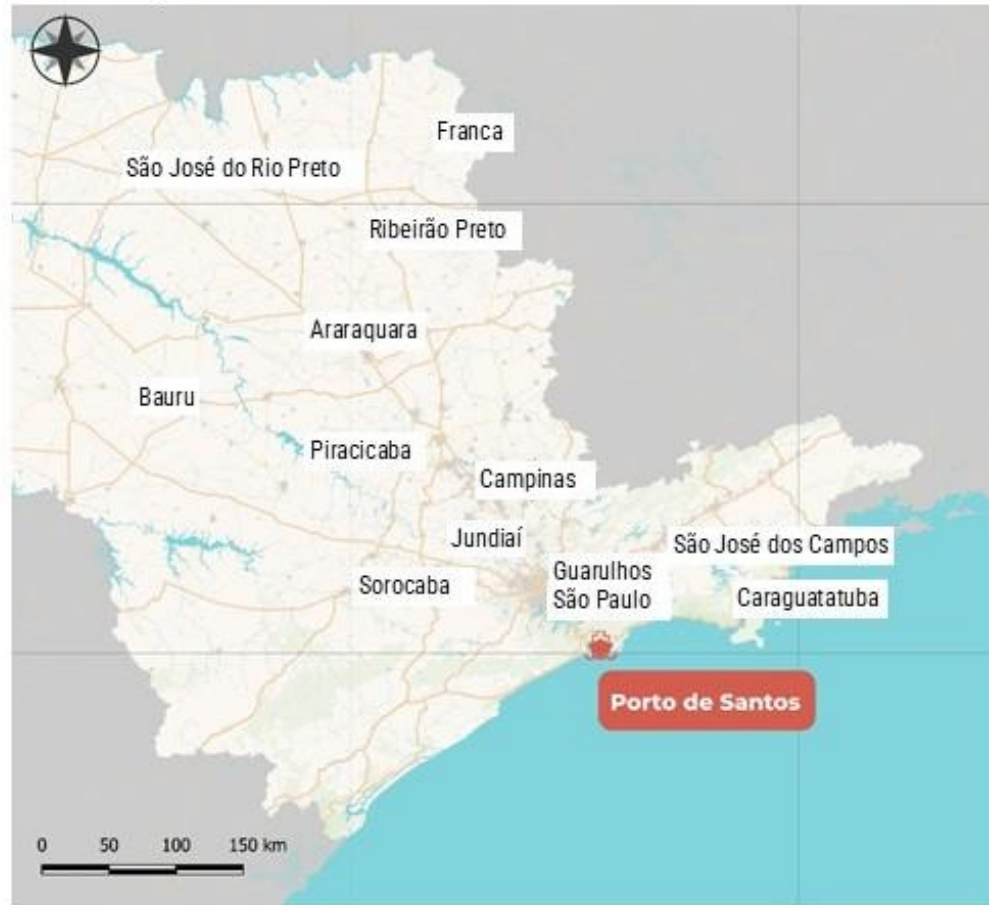 Franca
São José do Rio Preto
Ribeirão Preto
Araraquara
Bauru
Piracicaba
Campinas
Jundiaí
São José dos Campos
Guarulhos
São Paulo
Sorocaba
Caraguatatuba
Porto de Santos
0 50 100 150 km